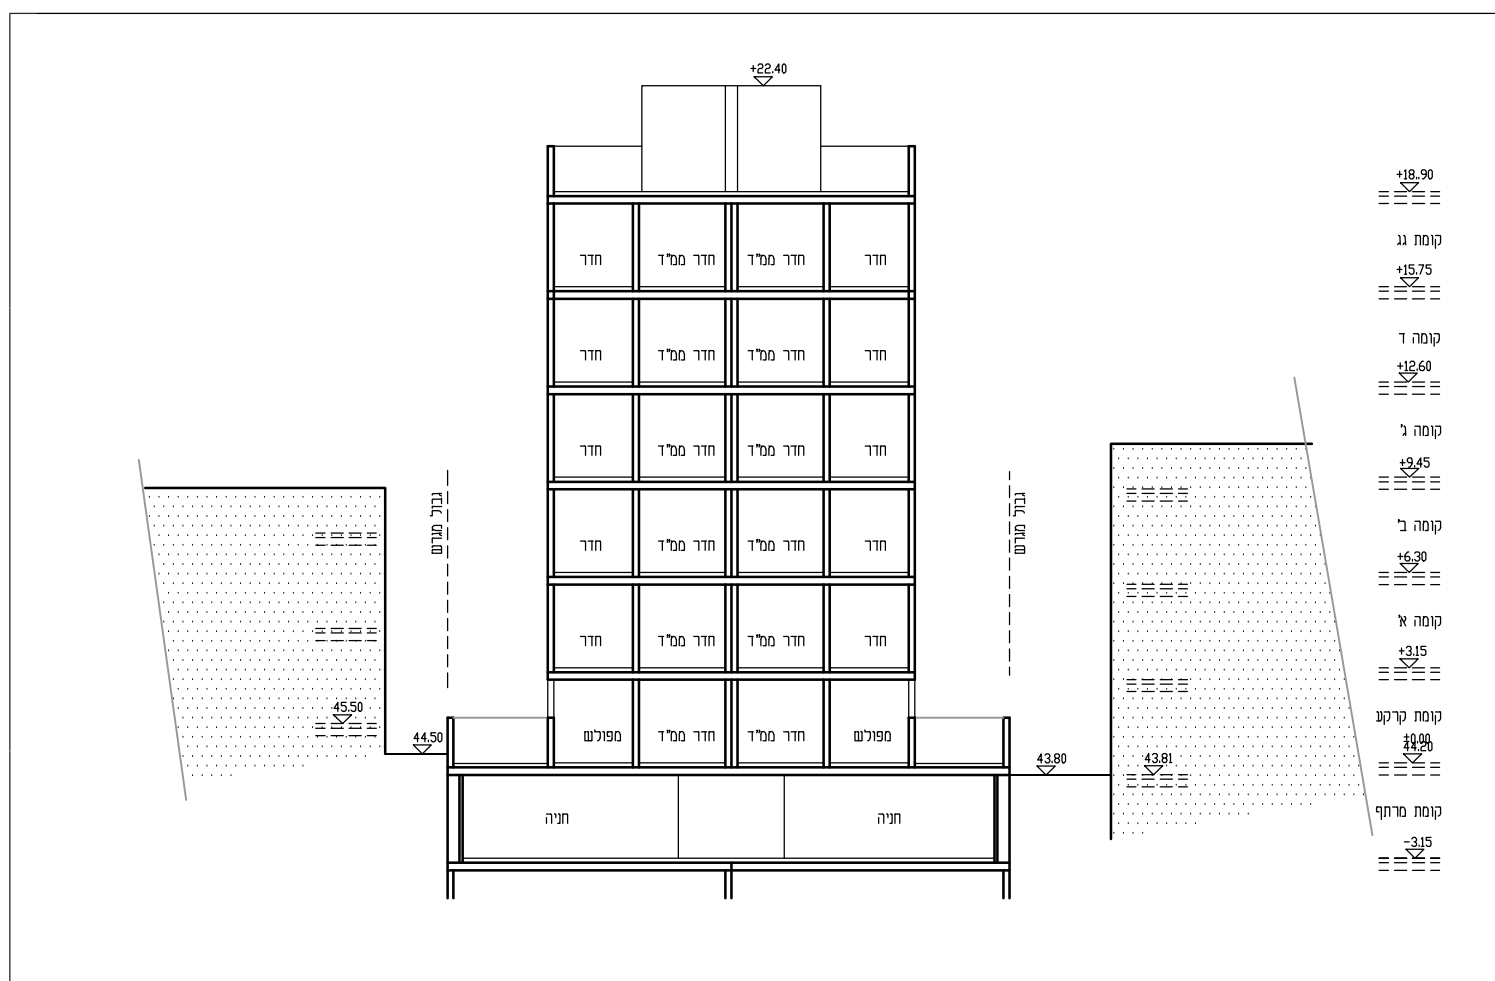 +22.40
+18.90
קומת גג
חדר
חדר ממ"ד
חדר ממ"ד
חדר
+15.75
קומה ד
חדר
חדר ממ"ד
חדר ממ"ד
חדר
+12.60
קומה ג'
חדר
חדר ממ"ד
חדר ממ"ד
חדר
+9.45
גבול מגרש
גבול מגרש
קומה ב'
חדר
חדר ממ"ד
חדר ממ"ד
חדר
+6.30
קומה א'
חדר
חדר ממ"ד
חדר ממ"ד
חדר
+3.15
45.50
44.50
קומת קרקע
מפולש
חדר ממ"ד
חדר ממ"ד
מפולש
±0.00
44.20
43.80
43.81
קומת מרתף
חניה
חניה
-3.15